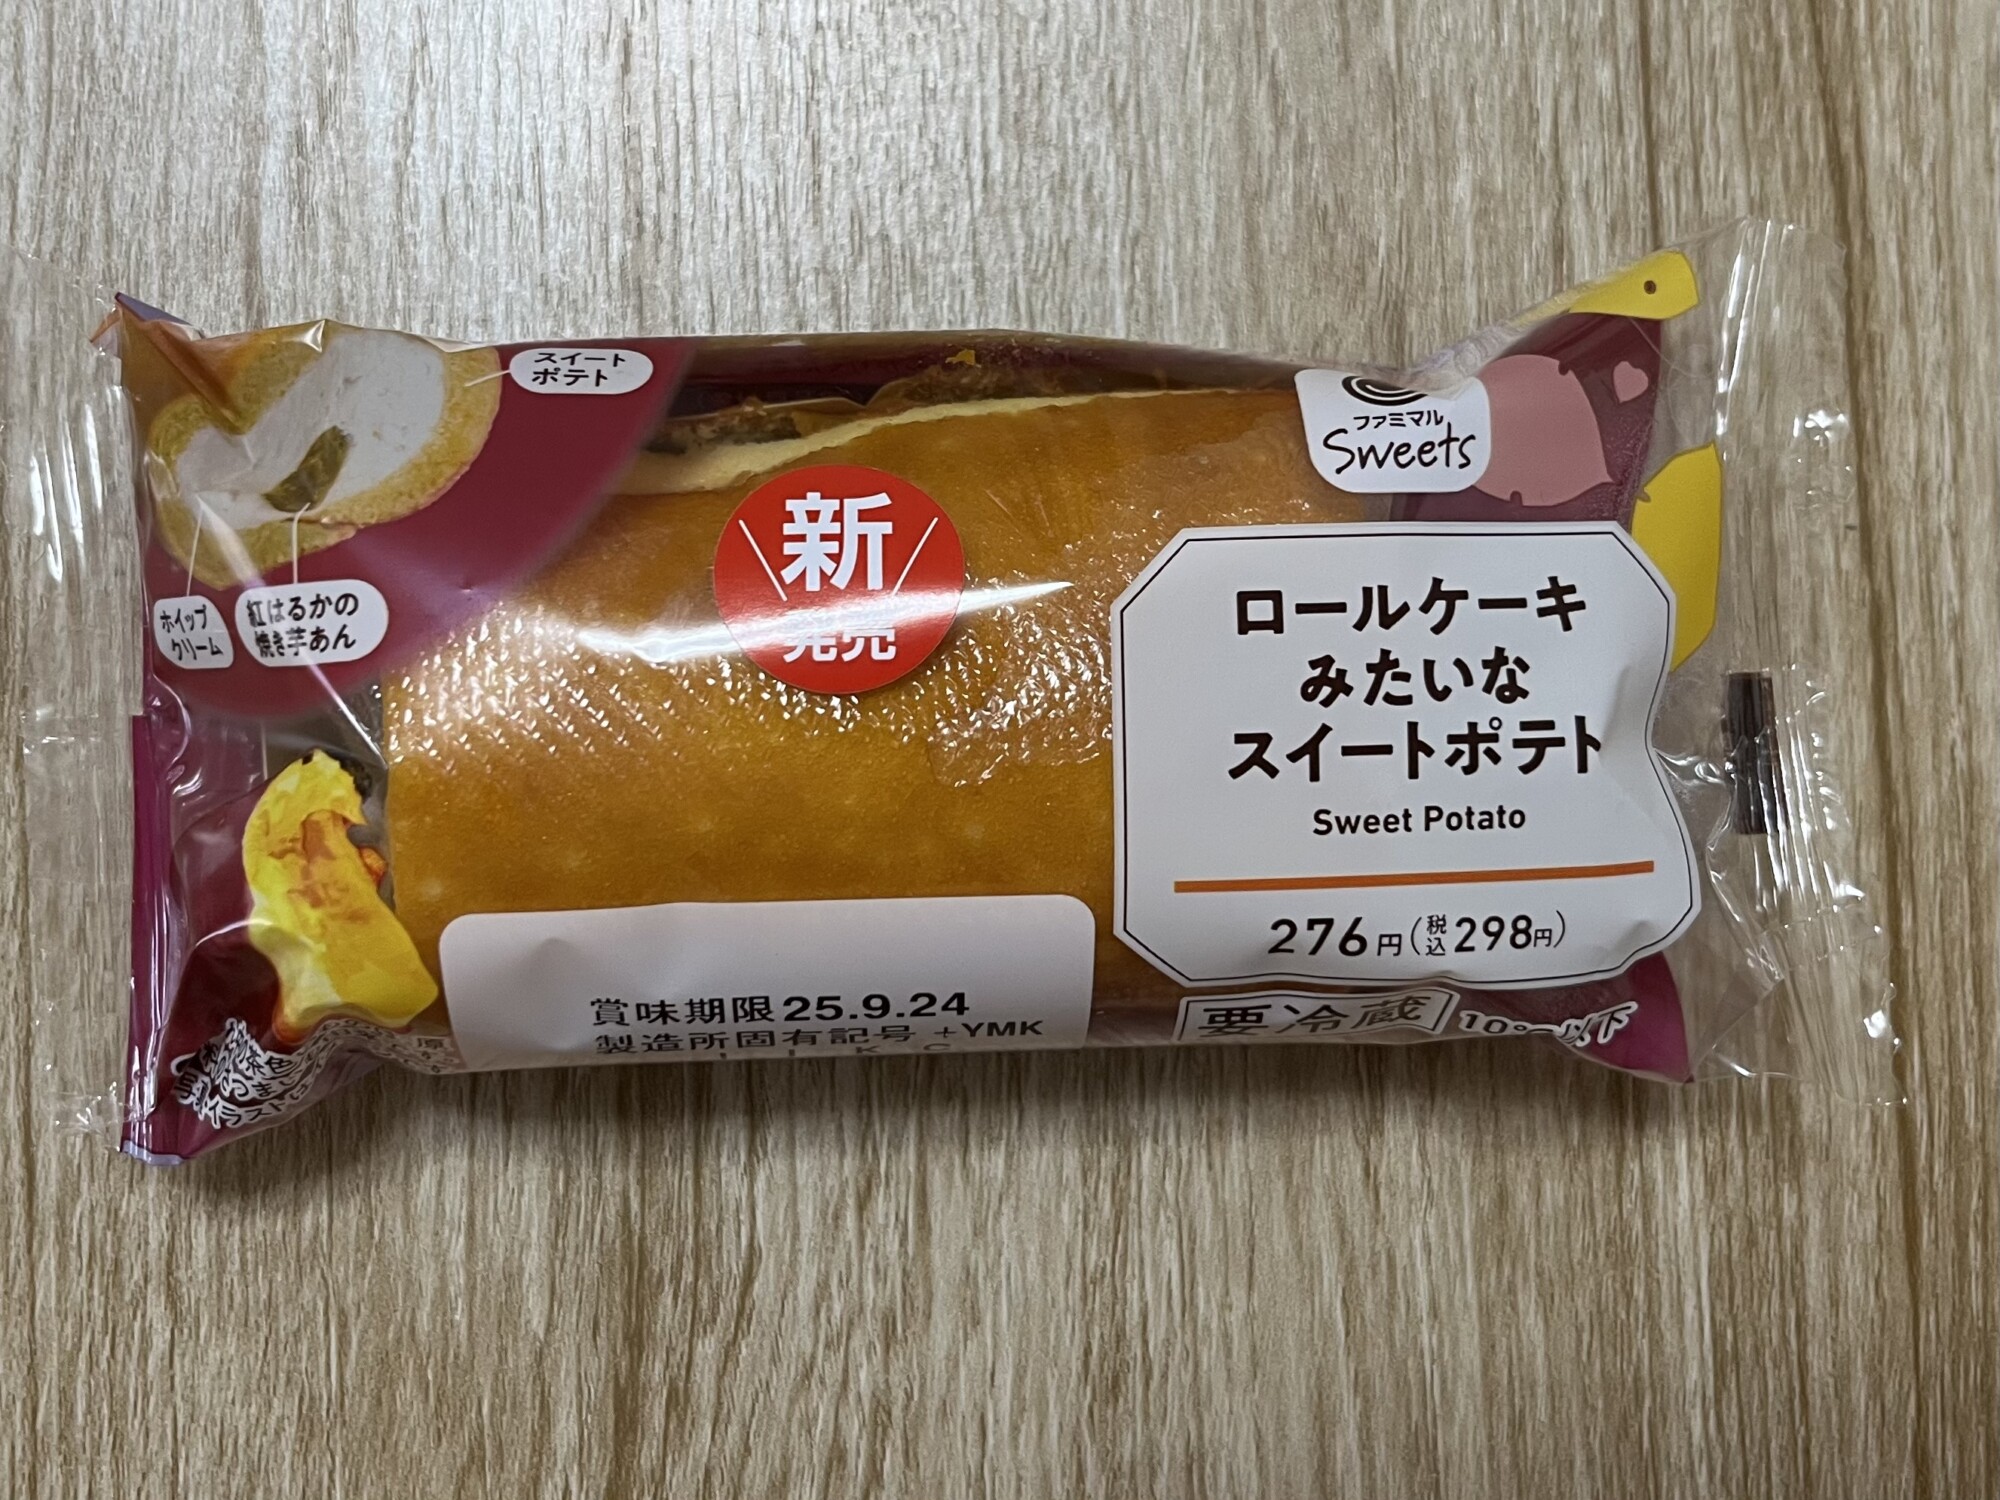 スイート
ポテト
ホイップ
クリーム
紅はるかの
焼き芋あん
新
発売
ファミマル
Sweets
ロールケーキ
みたいな
スイートポテト
Sweet Potato
276円(税込298円)
賞味期限25.9.24
製造所固有記号 +YMK
要冷蔵 10℃以下